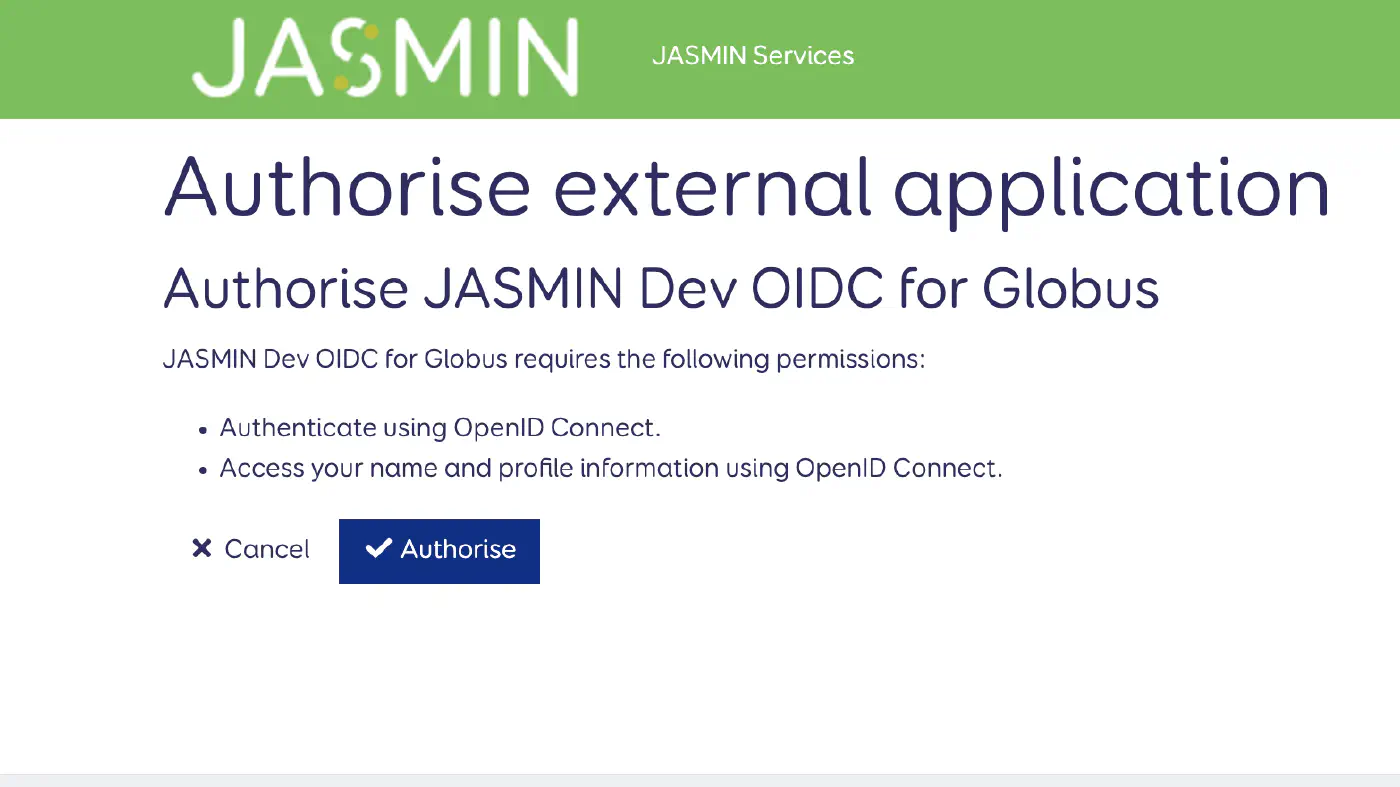 JASMIN
JASMIN Services
Authorise external application
Authorise JASMIN Dev OIDC for Globus
JASMIN Dev OIDC for Globus requires the following permissions:
Authenticate using OpenID Connect.
Access your name and profile information using OpenID Connect.
Cancel
Authorise